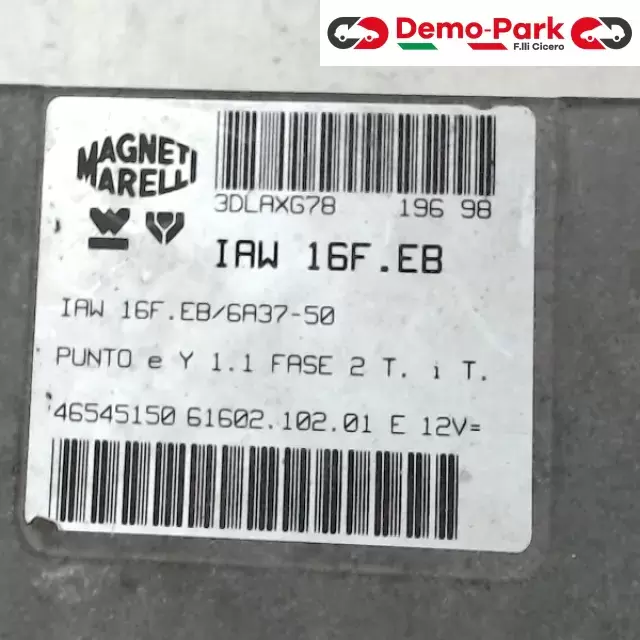 Demo-Park
F.lli Cicero
MAGNETI
MARELLI
3DLAXG78 196 98
IAW 16F.EB
IAW 16F.EB/6A37-50
PUNTO e Y 1.1 FASE 2 T. i T.
46545150 61602.102.01 E 12V=